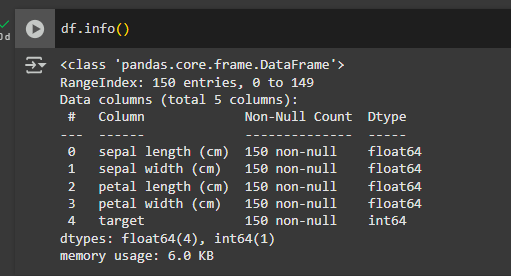 df.info()
0d
<class 'pandas.core.frame.DataFrame'>
RangeIndex: 150 entries, 0 to 149
Data columns (total 5 columns):
 #   Column             Non-Null Count  Dtype
---  ------             --------------  -----
 0   sepal length (cm)  150 non-null    float64
 1   sepal width (cm)   150 non-null    float64
 2   petal length (cm)  150 non-null    float64
 3   petal width (cm)   150 non-null    float64
 4   target             150 non-null    int64
dtypes: float64(4), int64(1)
memory usage: 6.0 KB